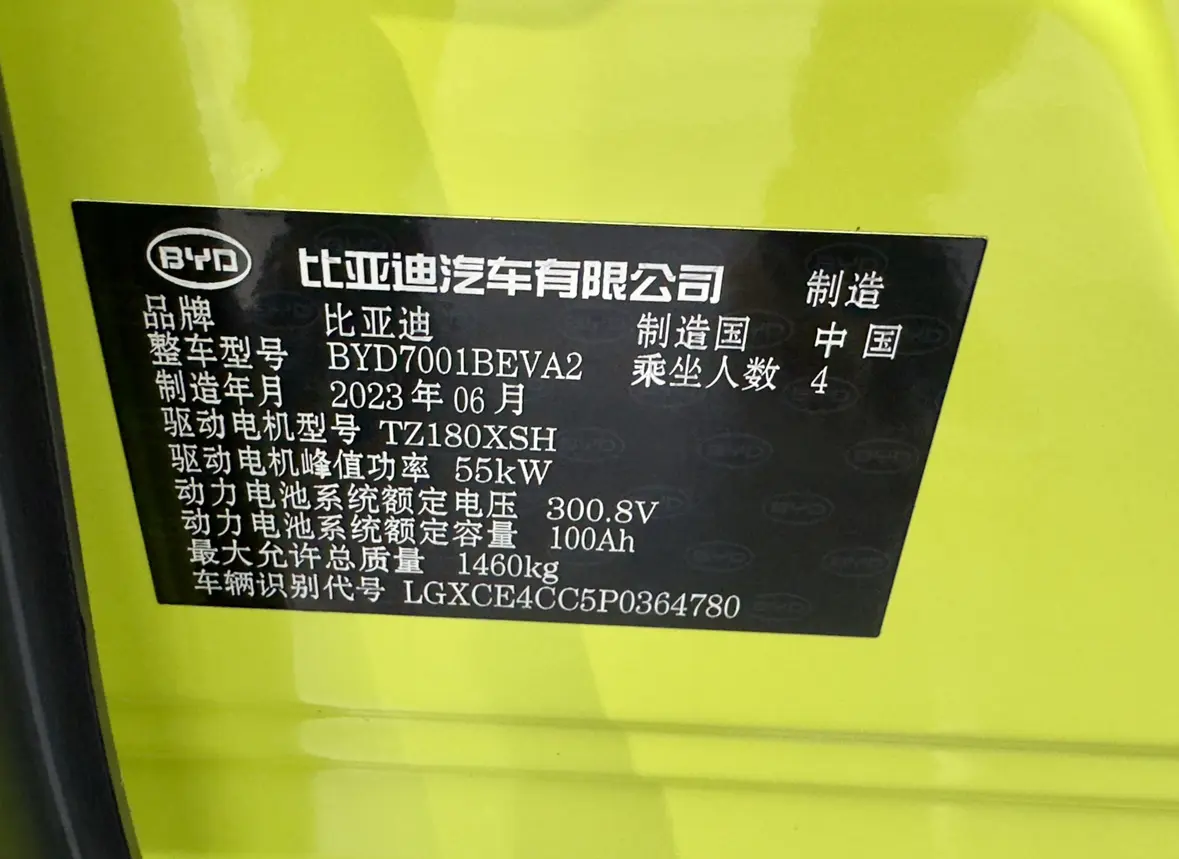 BYD 比亚迪汽车有限公司 制造
品牌 比亚迪 制造国 中国
整车型号 BYD7001BEVA2 乘坐人数 4
制造年月 2023年06月
驱动电机型号 TZ180XSH
驱动电机峰值功率 55kW
动力电池系统额定电压 300.8V
动力电池系统额定容量 100Ah
最大允许总质量 1460kg
车辆识别代号 LGXCE4CC5P0364780